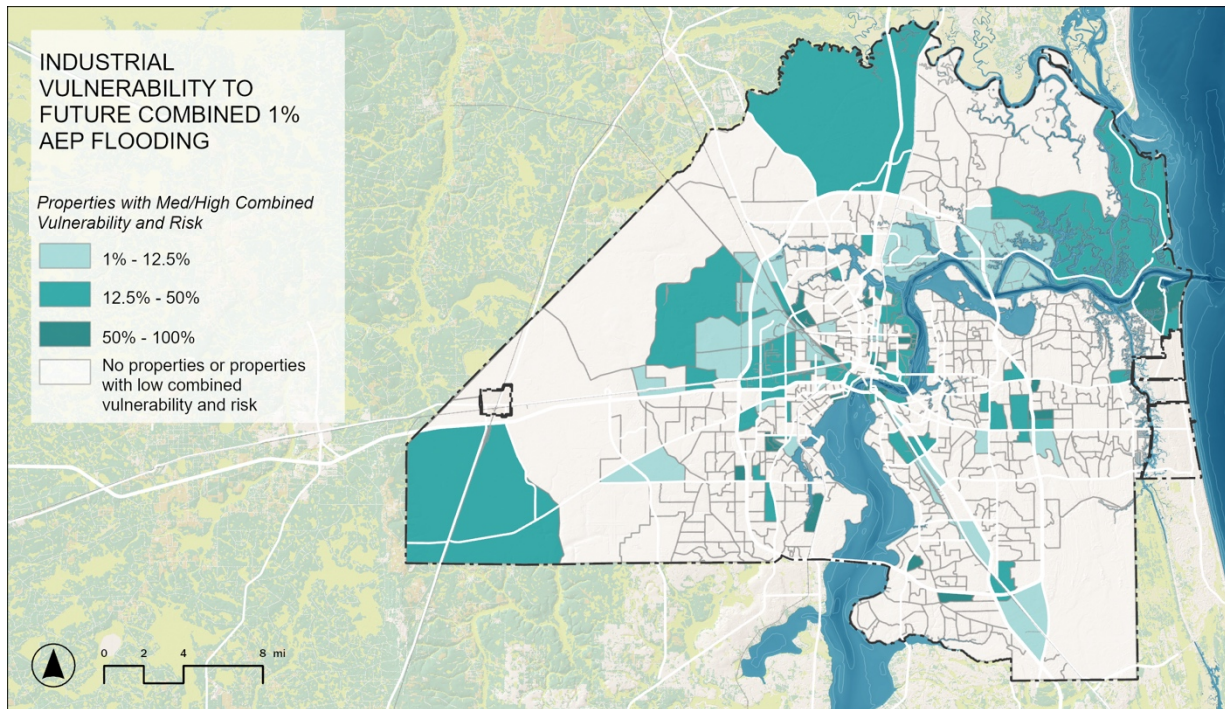 INDUSTRIAL
VULNERABILITY TO
FUTURE COMBINED 1%
AEP FLOODING
Properties with Med/High Combined
Vulnerability and Risk
1% - 12.5%
12.5% - 50%
50% - 100%
No properties or properties
with low combined
vulnerability and risk
0 2 4 8 mi